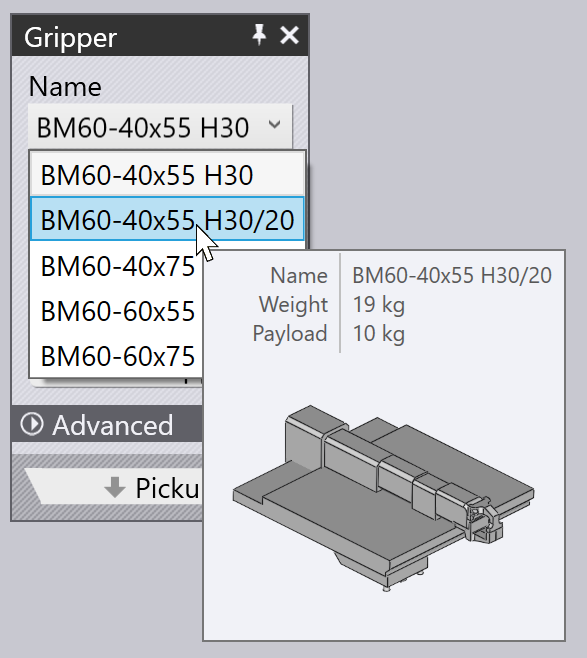 Gripper
Name
BM60-40x55 H30
BM60-40x55 H30
BM60-40x55 H30/20
BM60-40x75
BM60-60x55
BM60-60x75
Name BM60-40x55 H30/20
Weight 19 kg
Payload 10 kg
Advanced
Picku